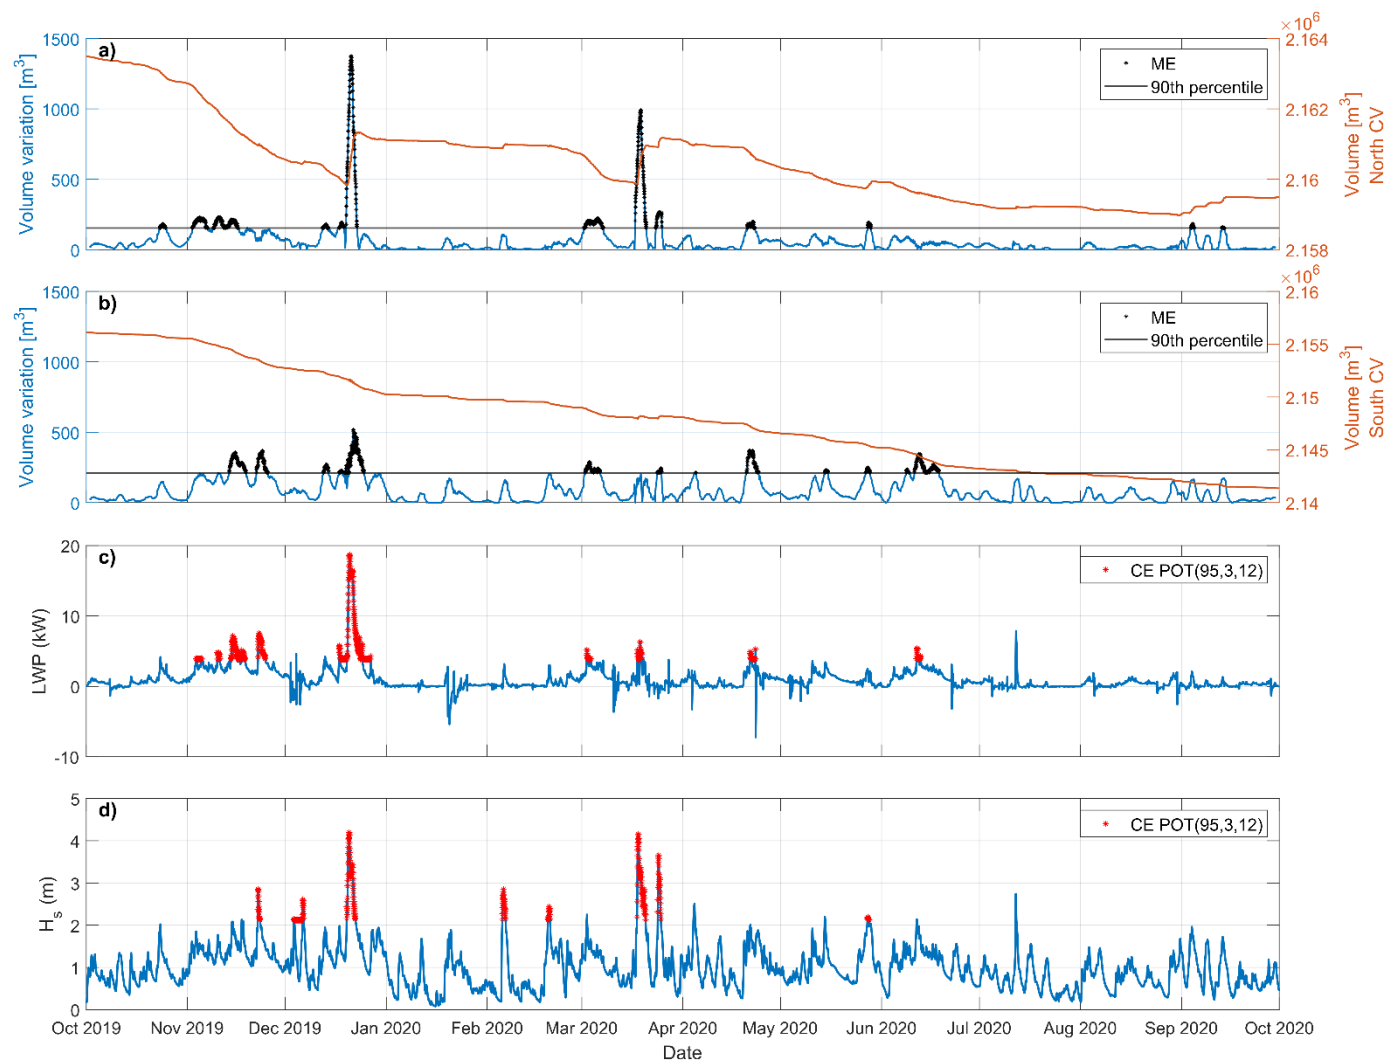 a)
Volume variation [m³]
1500
1000
500
0
ME
90th percentile
×10⁶
2.164
2.162
2.16
2.158
Volume [m³]
North CV
b)
Volume variation [m³]
1500
1000
500
0
ME
90th percentile
×10⁶
2.16
2.155
2.15
2.145
2.14
Volume [m³]
South CV
c)
LWP (kW)
20
10
0
-10
CE POT(95,3,12)
d)
Hₛ (m)
5
4
3
2
1
0
CE POT(95,3,12)
Oct 2019 Nov 2019 Dec 2019 Jan 2020 Feb 2020 Mar 2020 Apr 2020 May 2020 Jun 2020 Jul 2020 Aug 2020 Sep 2020 Oct 2020
Date